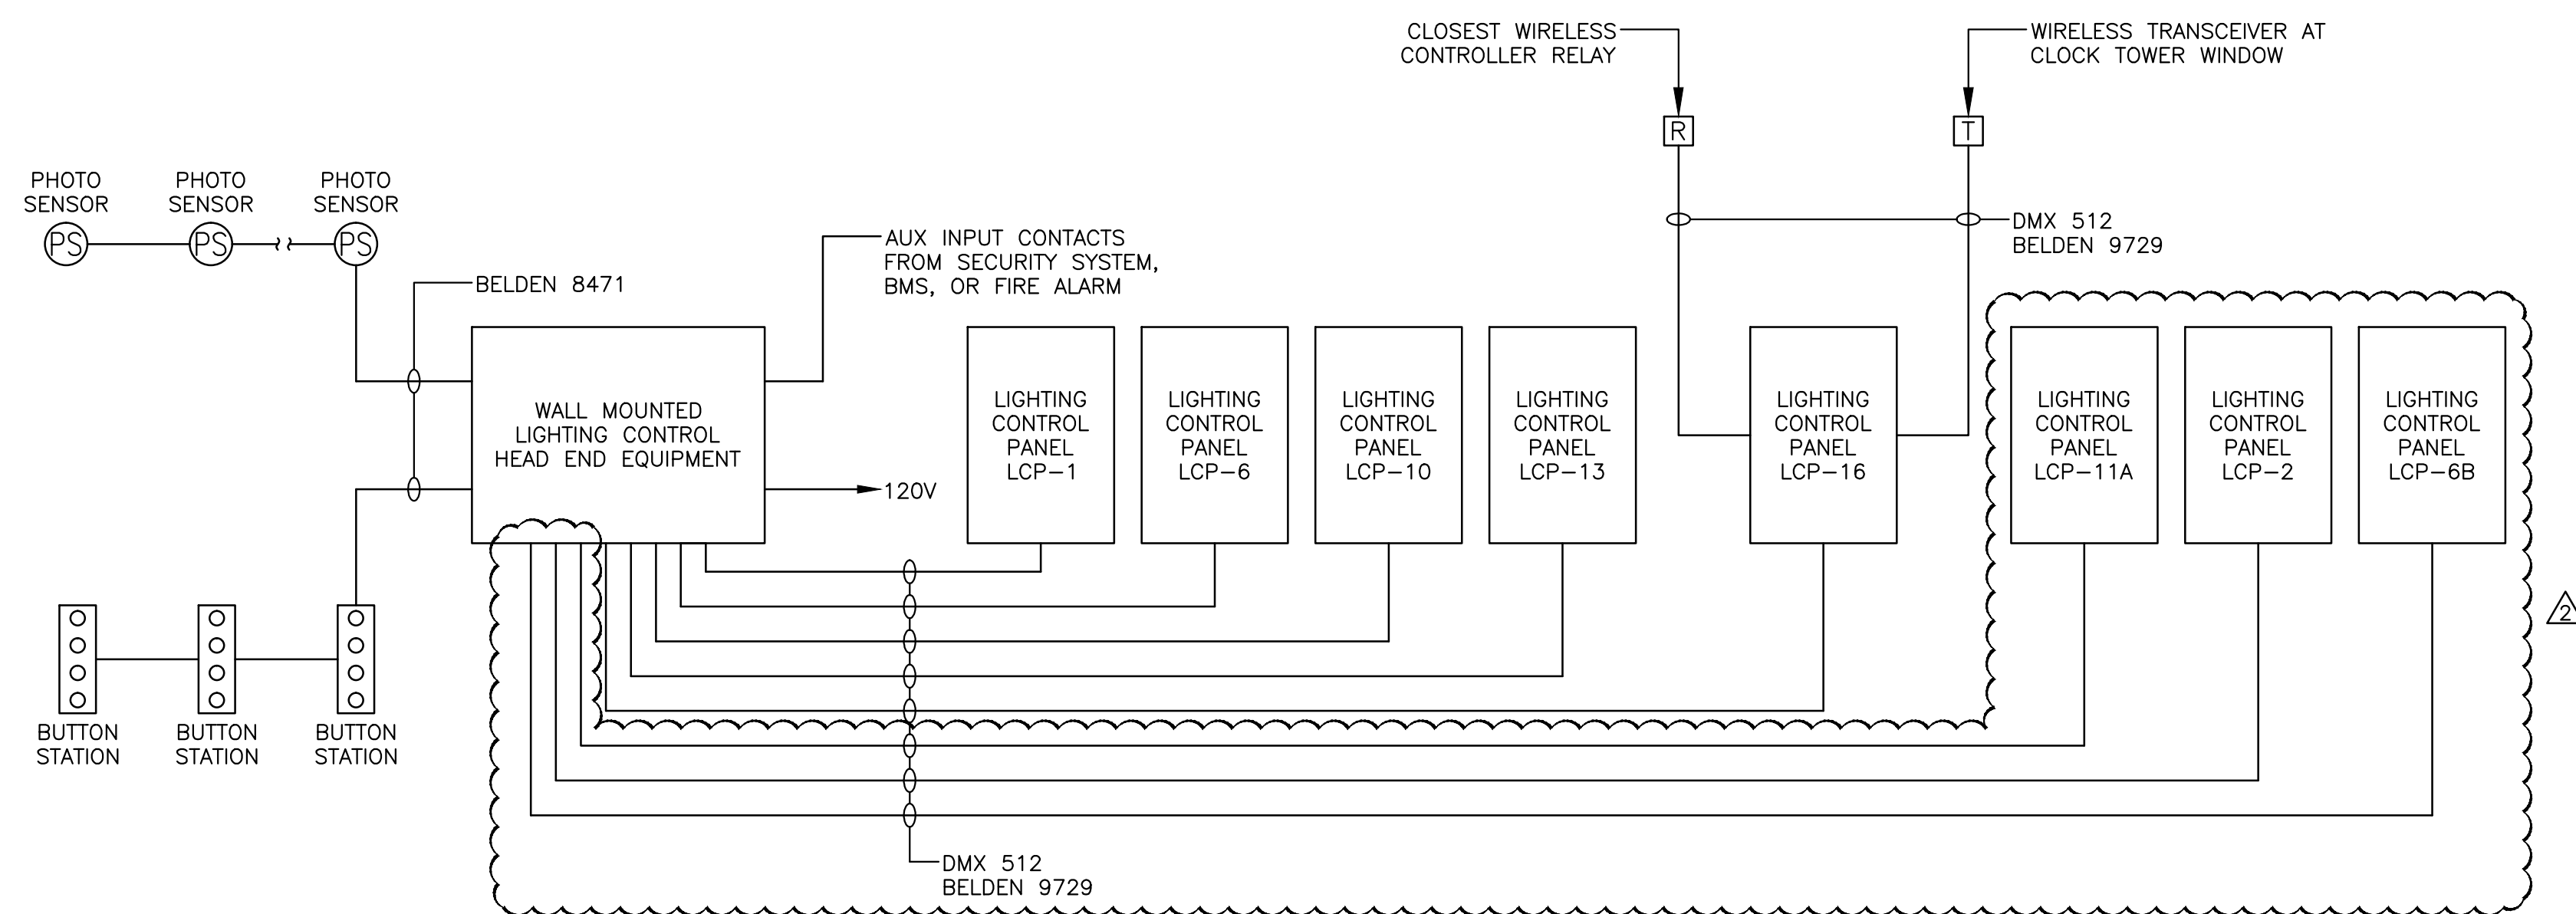 CLOSEST WIRELESS
CONTROLLER RELAY
WIRELESS TRANSCEIVER AT
CLOCK TOWER WINDOW
R
T
DMX 512
BELDEN 9729
PHOTO
SENSOR
PHOTO
SENSOR
PHOTO
SENSOR
PS
PS
PS
BELDEN 8471
AUX INPUT CONTACTS
FROM SECURITY SYSTEM,
BMS, OR FIRE ALARM
WALL MOUNTED
LIGHTING CONTROL
HEAD END EQUIPMENT
120V
LIGHTING
CONTROL
PANEL
LCP-1
LIGHTING
CONTROL
PANEL
LCP-6
LIGHTING
CONTROL
PANEL
LCP-10
LIGHTING
CONTROL
PANEL
LCP-13
LIGHTING
CONTROL
PANEL
LCP-16
LIGHTING
CONTROL
PANEL
LCP-11A
LIGHTING
CONTROL
PANEL
LCP-2
LIGHTING
CONTROL
PANEL
LCP-6B
2
BUTTON
STATION
BUTTON
STATION
BUTTON
STATION
DMX 512
BELDEN 9729